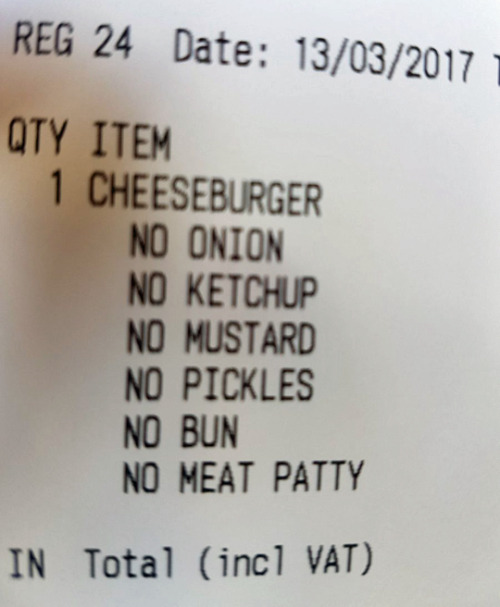 REG 24 Date: 13/03/2017
QTY ITEM
1 CHEESEBURGER
NO ONION
NO KETCHUP
NO MUSTARD
NO PICKLES
NO BUN
NO MEAT PATTY
IN Total (incl VAT)